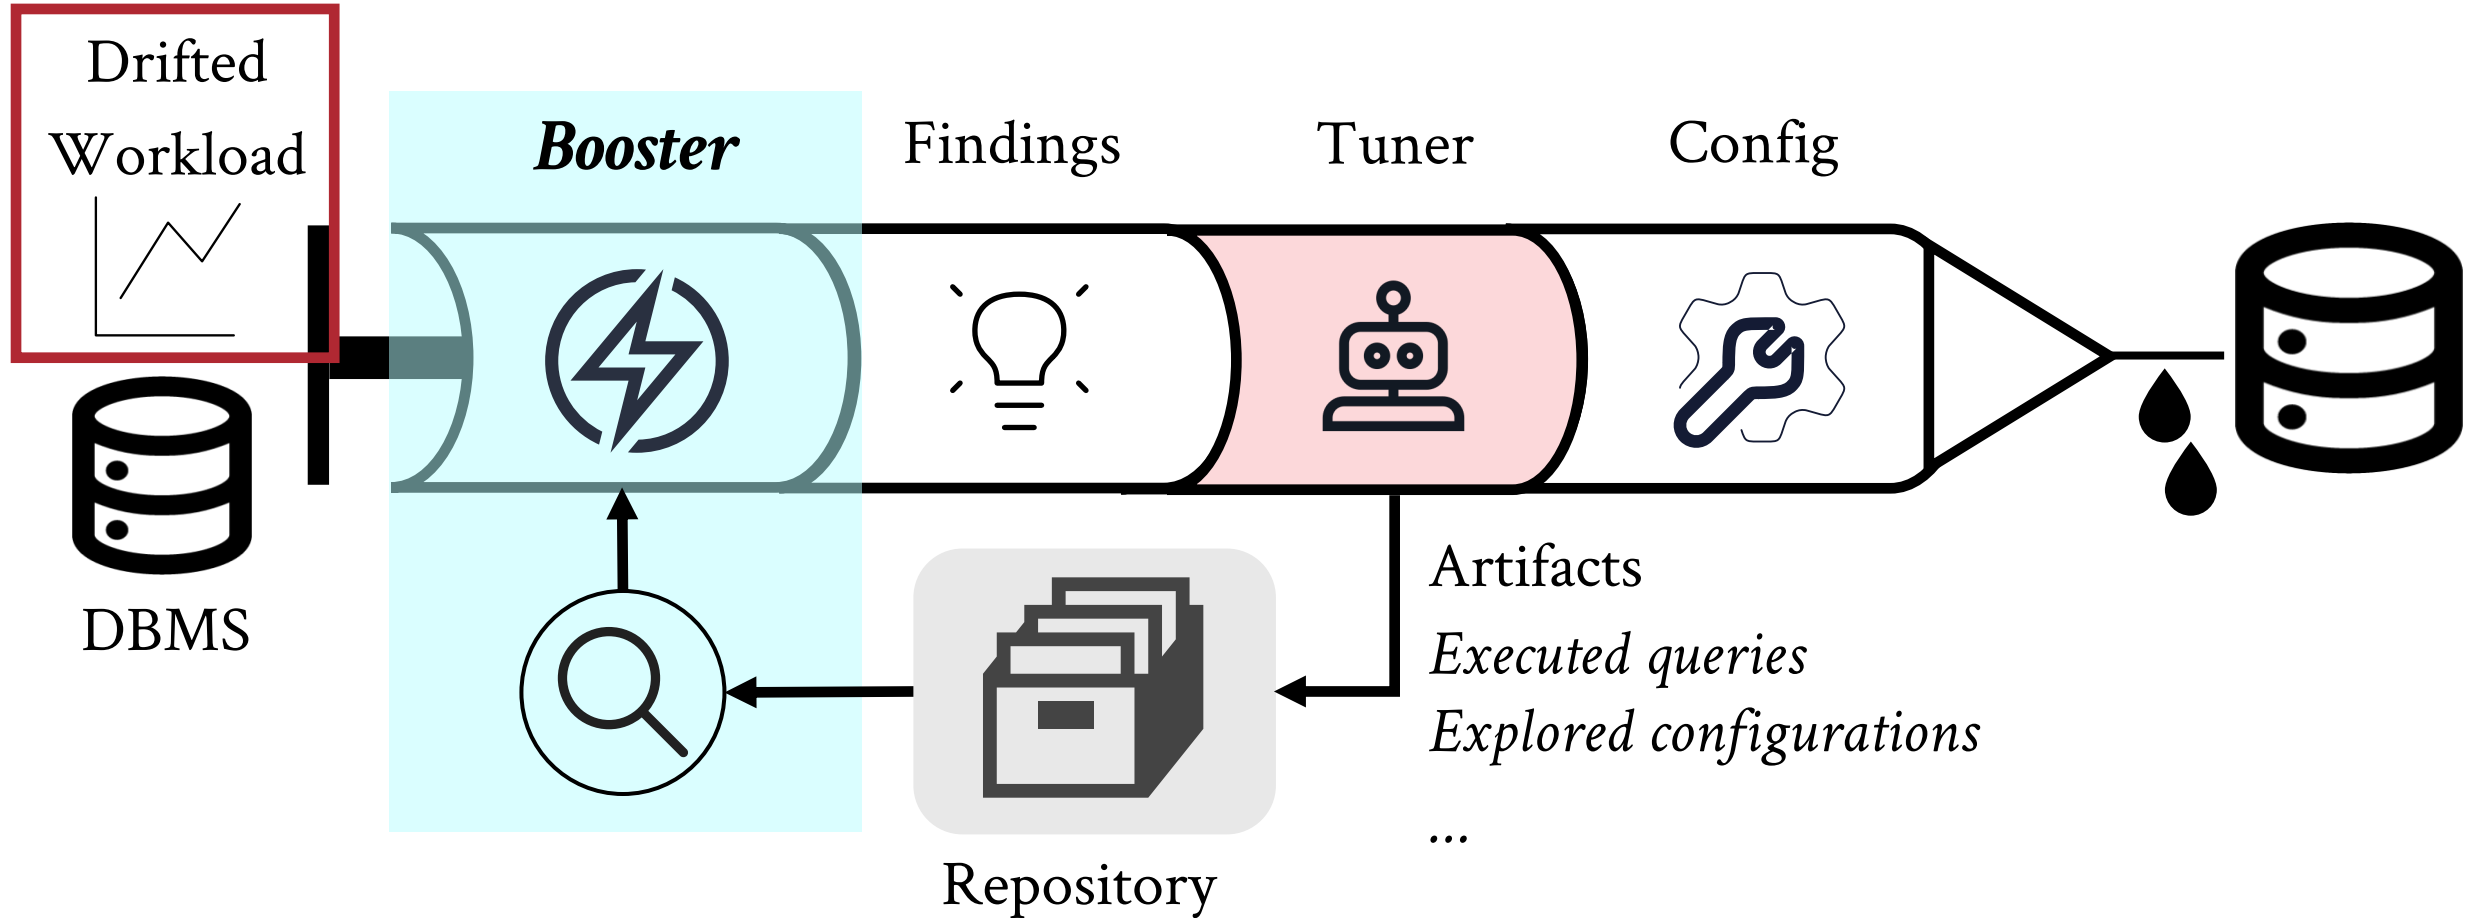 Drifted
Workload
Booster
Findings
Tuner
Config
DBMS
Artifacts
Executed queries
Explored configurations
...
Repository